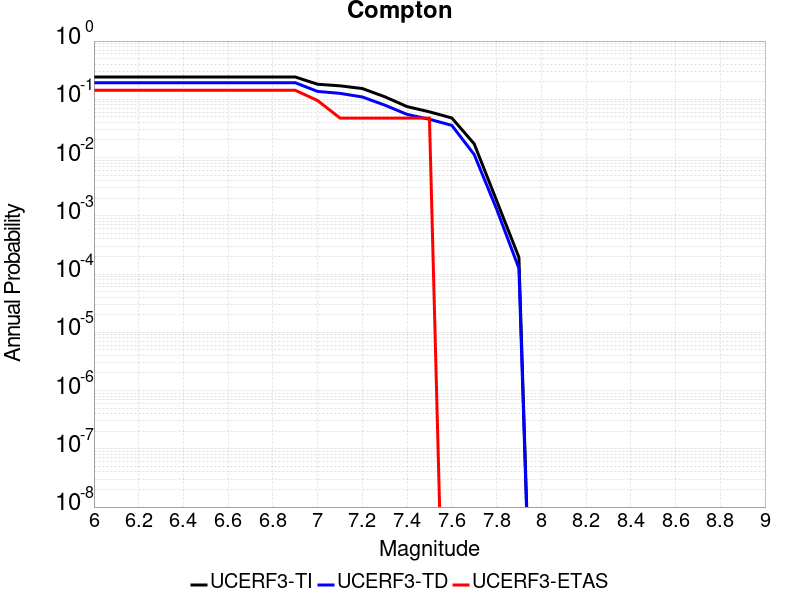 Compton
10^0
10^-1
10^-2
10^-3
10^-4
10^-5
10^-6
10^-7
10^-8
Annual Probability
6 6.2 6.4 6.6 6.8 7 7.2 7.4 7.6 7.8 8 8.2 8.4 8.6 8.8 9
Magnitude
UCERF3-TI UCERF3-TD UCERF3-ETAS